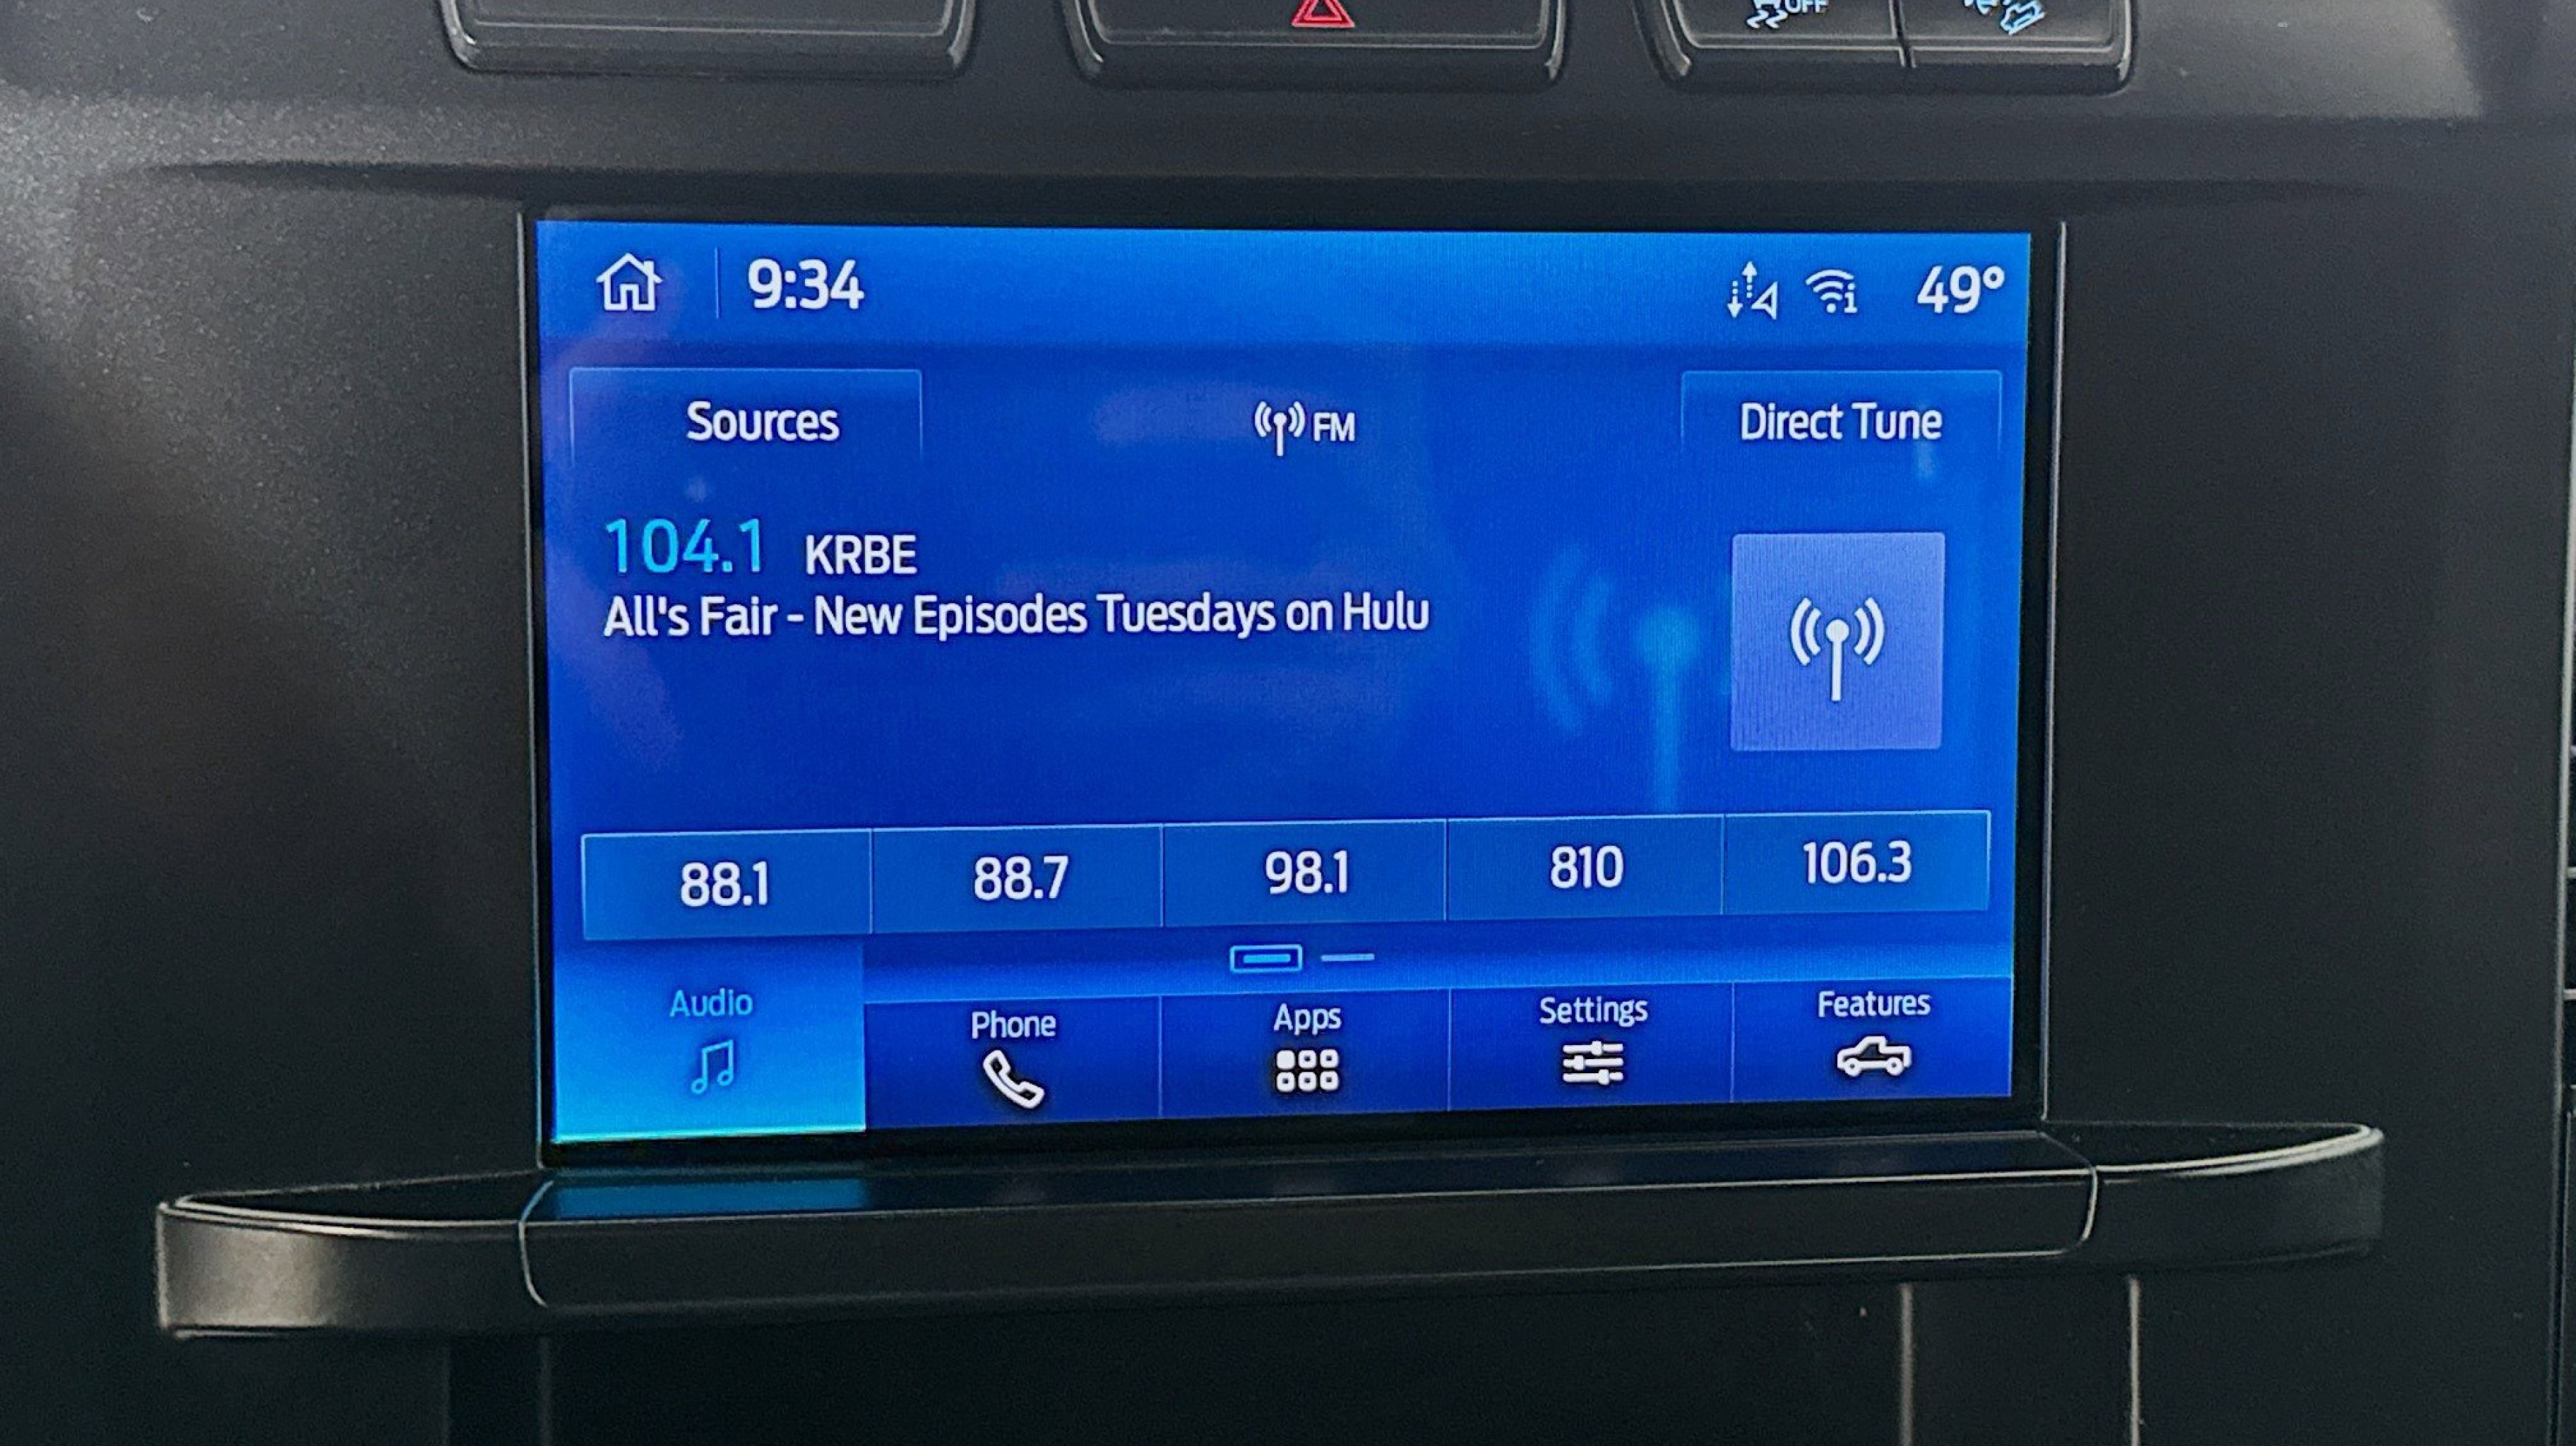 OFF
9:34
49°
Sources
FM
Direct Tune
104.1 KRBE
All's Fair - New Episodes Tuesdays on Hulu
88.1
88.7
98.1
810
106.3
Audio
Phone
Apps
Settings
Features